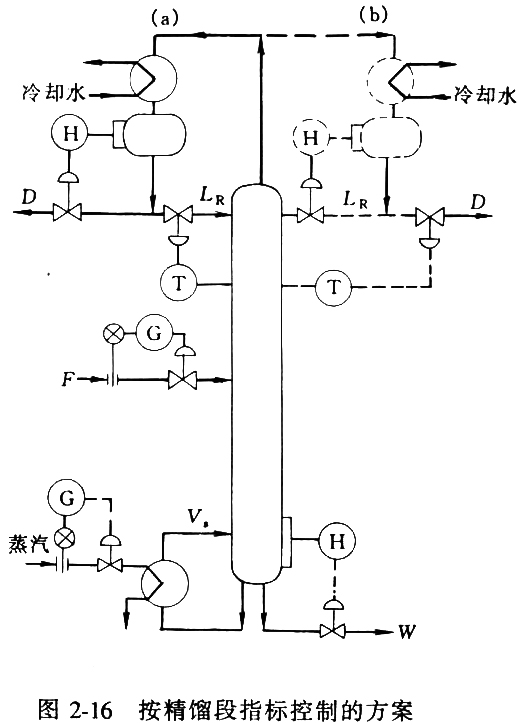 (a) (b)
冷却水 冷却水
H H
D L_R L_R D
T T
G
F
G V_s
蒸汽 H
W
图 2-16 按精馏段指标控制的方案